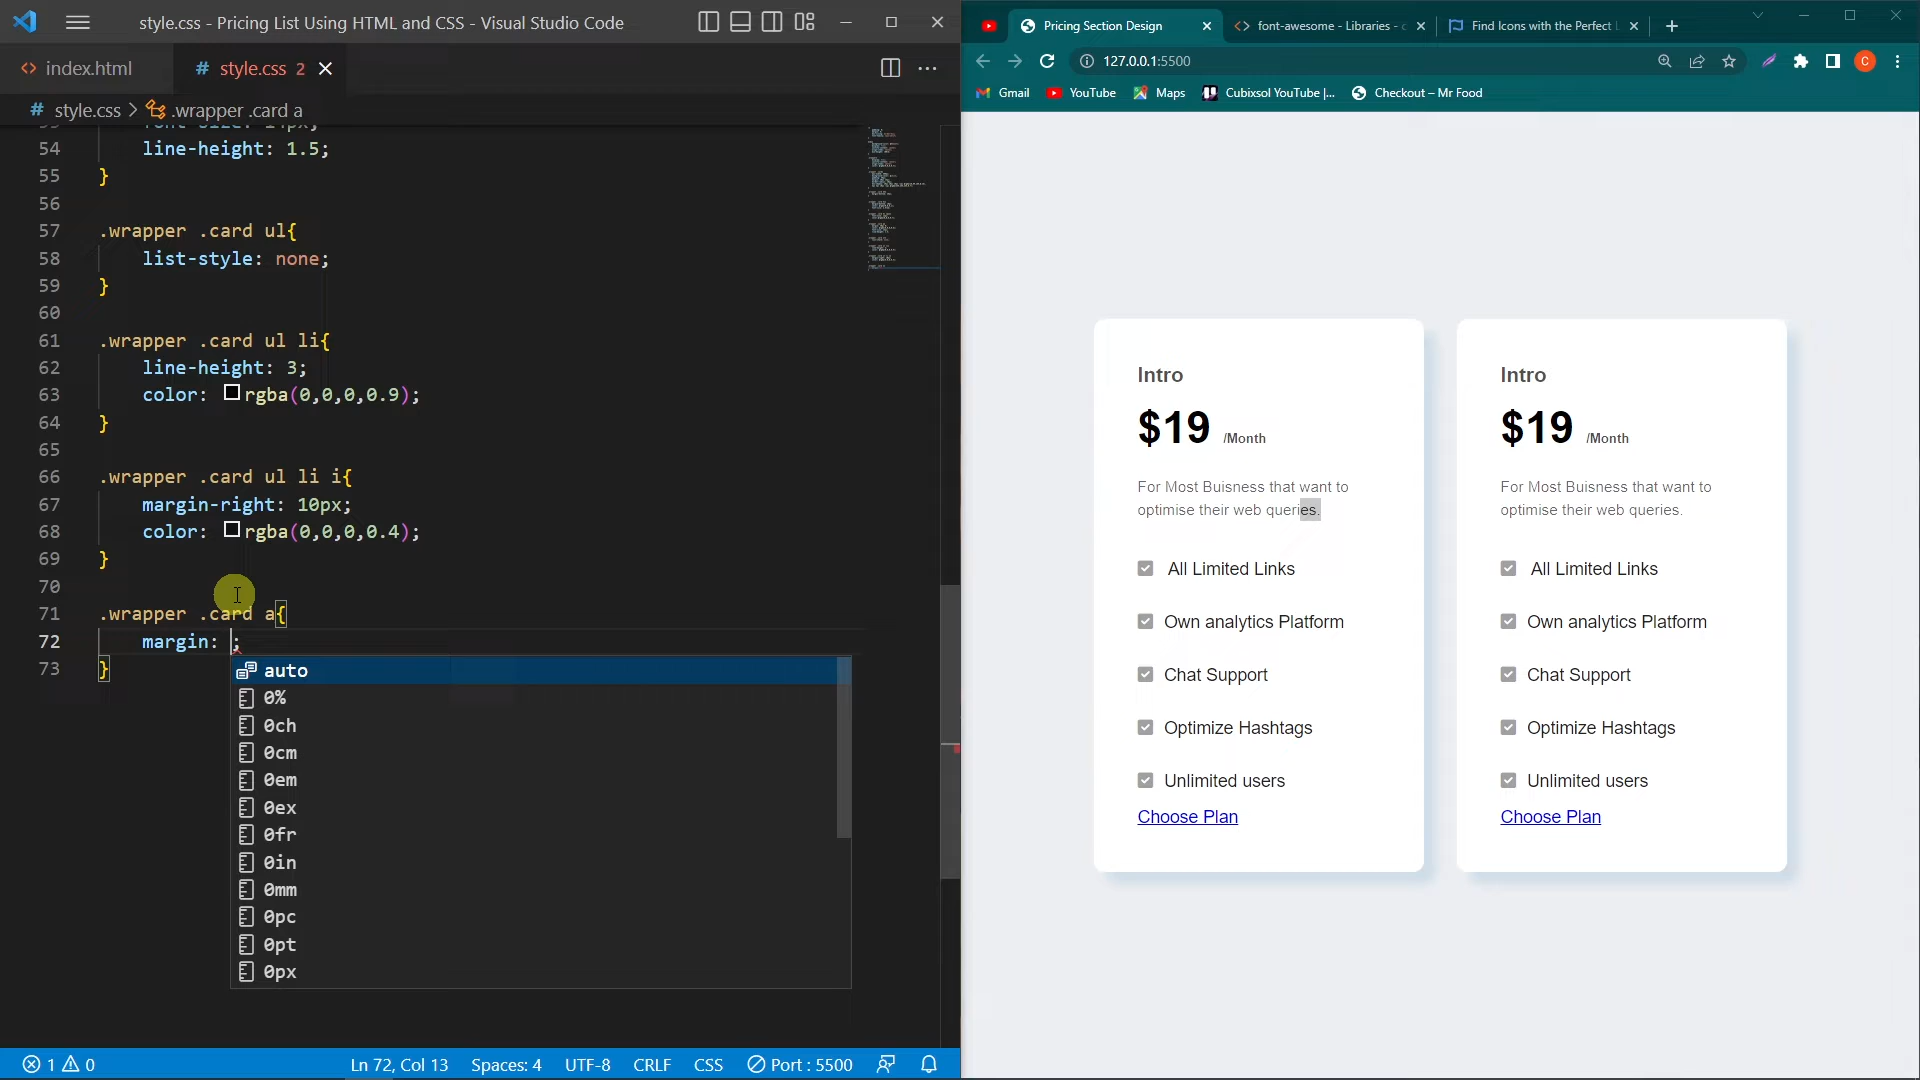 style.css - Pricing List Using HTML and CSS - Visual Studio Code
index.html
# style.css 2
# style.css > .wrapper .card a
54 line-height: 1.5;
55 }
56
57 .wrapper .card ul{
58 list-style: none;
59 }
60
61 .wrapper .card ul li{
62 line-height: 3;
63 color: rgba(0,0,0,0.9);
64 }
65
66 .wrapper .card ul li i{
67 margin-right: 10px;
68 color: rgba(0,0,0,0.4);
69 }
70
71 .wrapper .card a{
72 margin: ;
73 }
auto
0%
0ch
0cm
0em
0ex
0fr
0in
0mm
0pc
0pt
0px
1 0 Ln 72, Col 13 Spaces: 4 UTF-8 CRLF CSS Port : 5500
Pricing Section Design
font-awesome - Libraries - c
Find Icons with the Perfect
127.0.0.1:5500
C
Gmail YouTube Maps Cubixsol YouTube |... Checkout – Mr Food
Intro
$19 /Month
For Most Buisness that want to
optimise their web queries.
All Limited Links
Own analytics Platform
Chat Support
Optimize Hashtags
Unlimited users
Choose Plan
Intro
$19 /Month
For Most Buisness that want to
optimise their web queries.
All Limited Links
Own analytics Platform
Chat Support
Optimize Hashtags
Unlimited users
Choose Plan